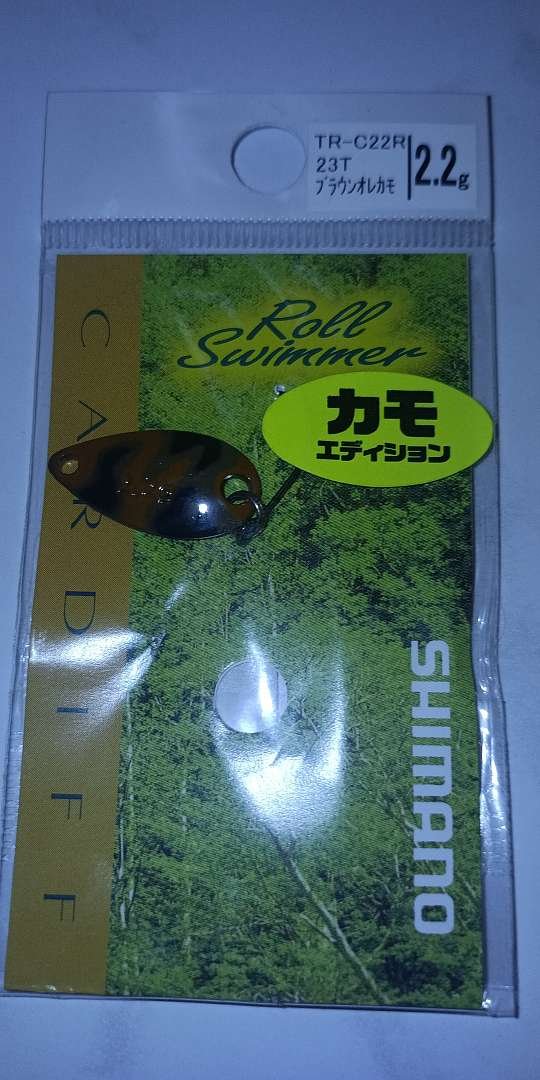 TR-C22R
23T
ﾌﾞﾗｳﾝｵﾚｶﾓ
2.2g
Roll
Swimmer
カモ
エディション
CARDIFF
SHIMANO